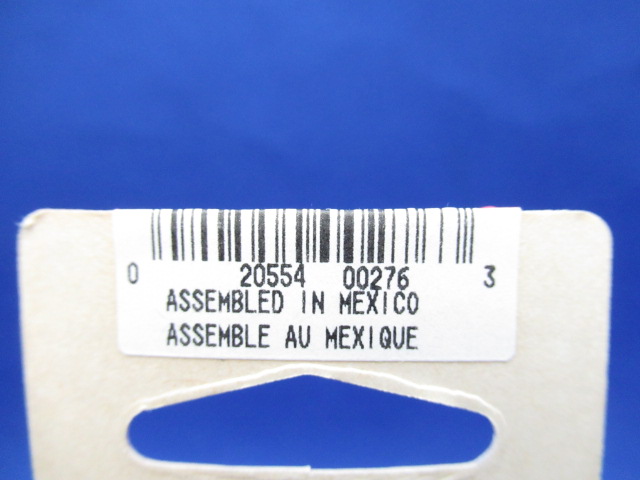 0 20554 00276 3
ASSEMBLED IN MEXICO
ASSEMBLE AU MEXIQUE